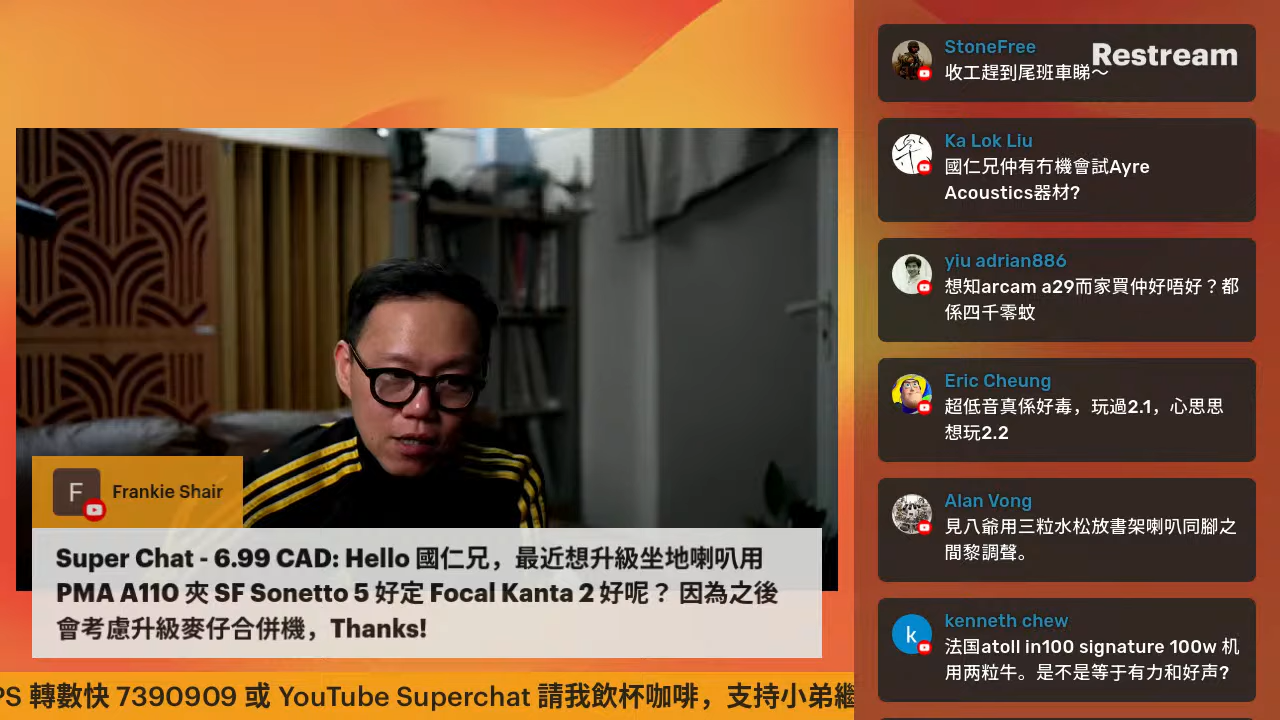 StoneFree
Restream
收工趕到尾班車睇～
Ka Lok Liu
國仁兄仲有冇機會試Ayre
Acoustics器材?
yiu adrian886
想知arcam a29而家買仲好唔好？都
係四千零蚊
Eric Cheung
超低音真係好毒，玩過2.1，心思思
想玩2.2
Alan Vong
見八爺用三粒水松放書架喇叭同腳之
間黎調聲。
kenneth chew
法国atoll in100 signature 100w 机
用两粒牛。是不是等于有力和好声?
F
Frankie Shair
Super Chat - 6.99 CAD: Hello 國仁兄，最近想升級坐地喇叭用
PMA A110 夾 SF Sonetto 5 好定 Focal Kanta 2 好呢？ 因為之後
會考慮升級麥仔合併機，Thanks!
PS 轉數快 7390909 或 YouTube Superchat 請我飲杯咖啡，支持小弟繼